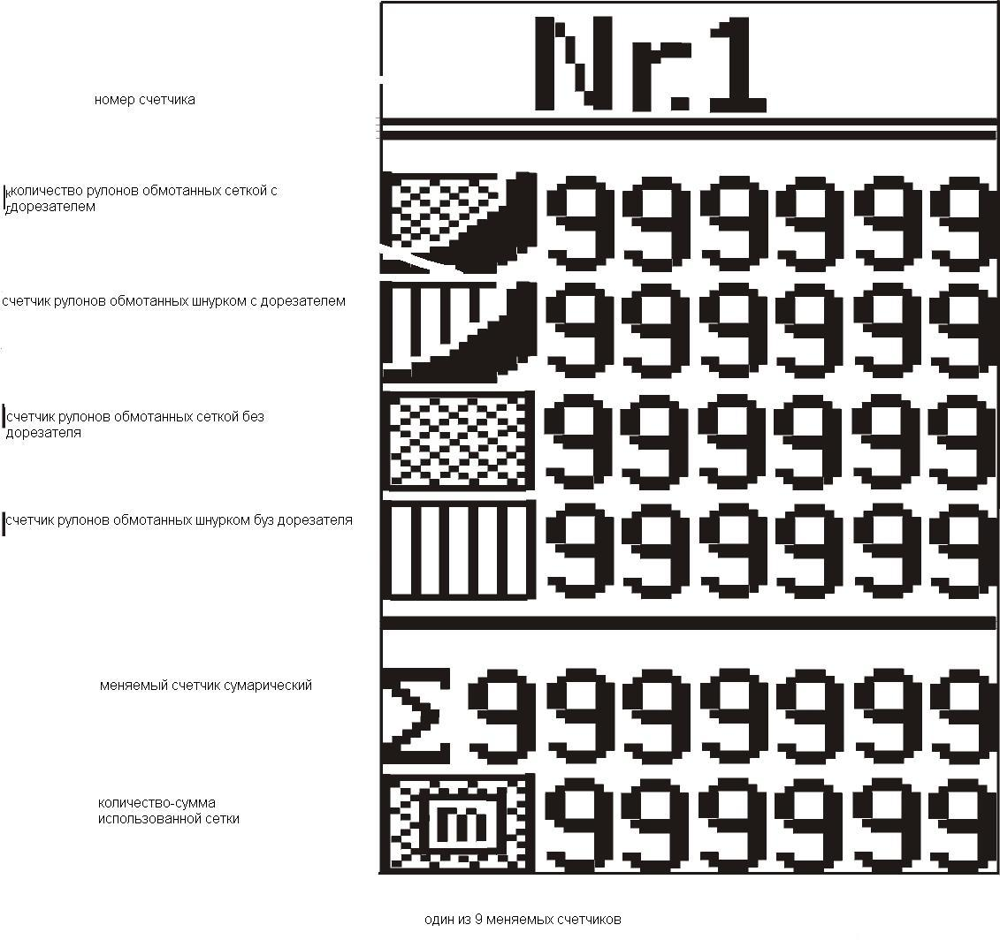 Nr.1
номер счетчика
количество рулонов обмотанных сеткой с
дорезателем
999999
счетчик рулонов обмотанных шнурком с дорезателем
999999
счетчик рулонов обмотанных сеткой без
дорезателя
999999
счетчик рулонов обмотанных шнурком буз дорезателя
999999
меняемый счетчик сумарический
Σ9999999
количество-сумма
использованной сетки
m 999999
один из 9 меняемых счетчиков